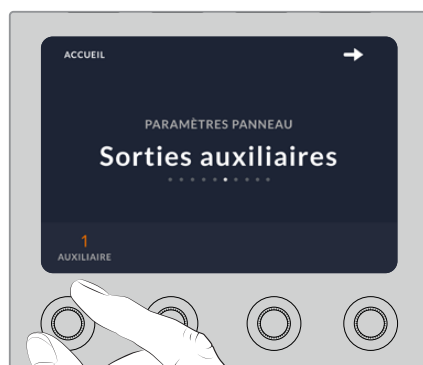 ACCUEIL
PARAMÈTRES PANNEAU
Sorties auxiliaires
1
AUXILIAIRE